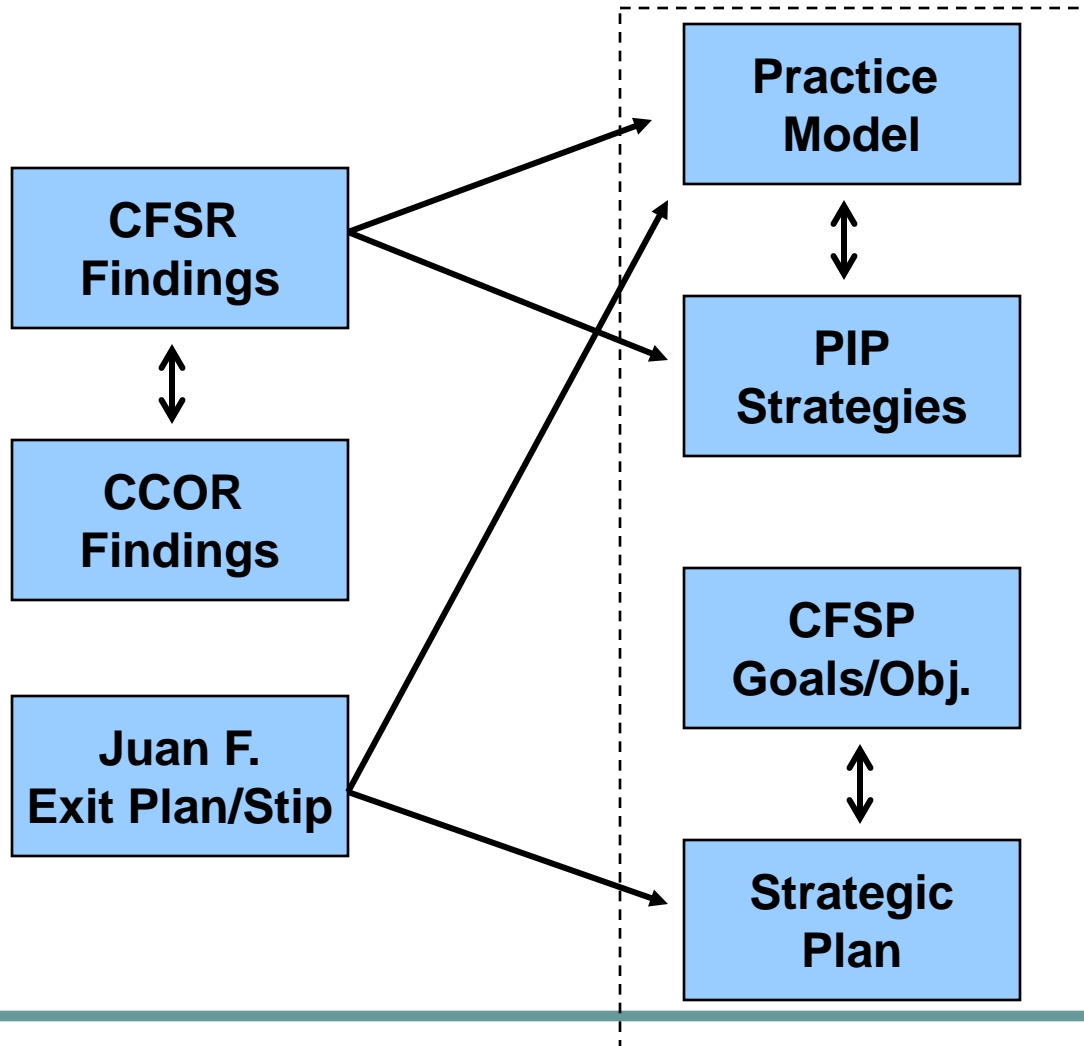 Practice
Model
CFSR
Findings
PIP
Strategies
CCOR
Findings
CFSP
Goals/Obj.
Juan F.
Exit Plan/Stip
Strategic
Plan